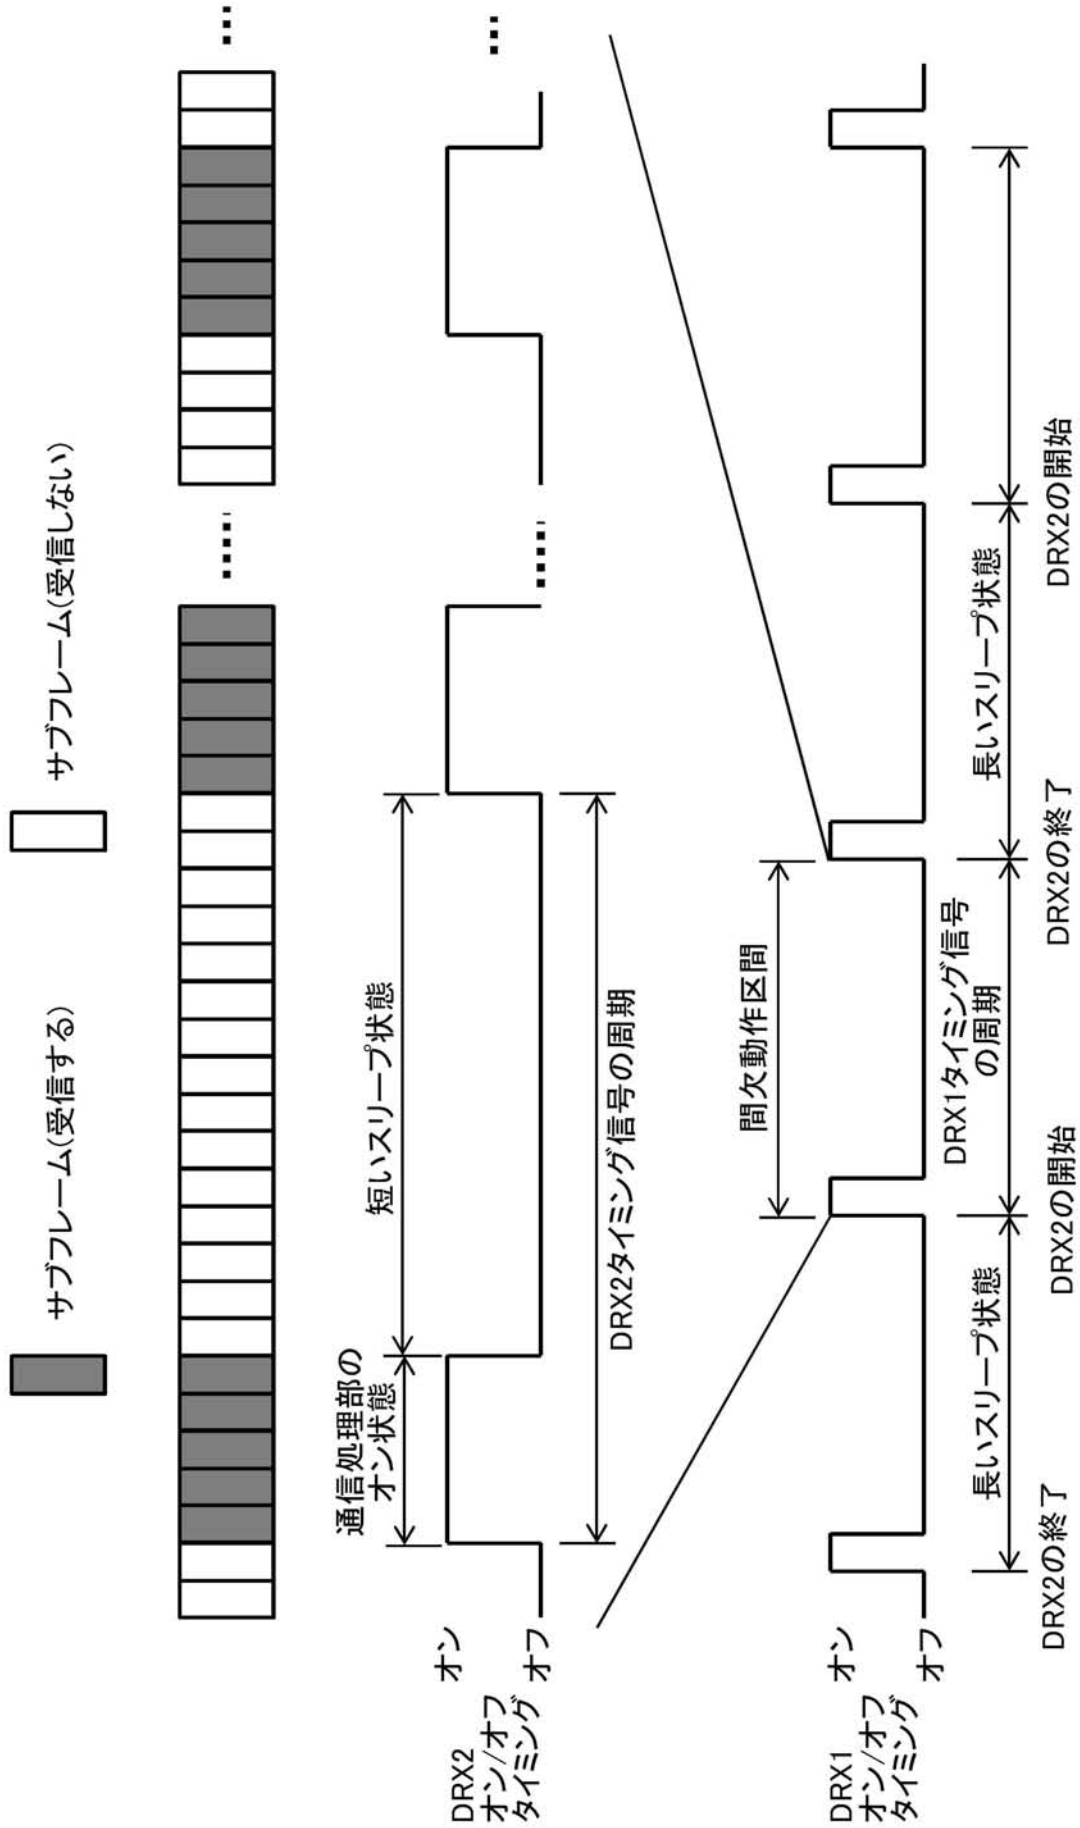 サブフレーム(受信する)
サブフレーム(受信しない)
DRX2
オン/オフ
タイミング
オン
オフ
通信処理部の
オン状態
短いスリープ状態
DRX2タイミング信号の周期
DRX1
オン/オフ
タイミング
オン
オフ
間欠動作区間
長いスリープ状態
DRX1タイミング信号
の周期
長いスリープ状態
DRX2の終了
DRX2の開始
DRX2の終了
DRX2の開始